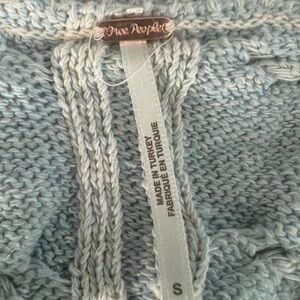 Free People
MADE IN TURKEY
FABRIQUÉ EN TURQUIE
S